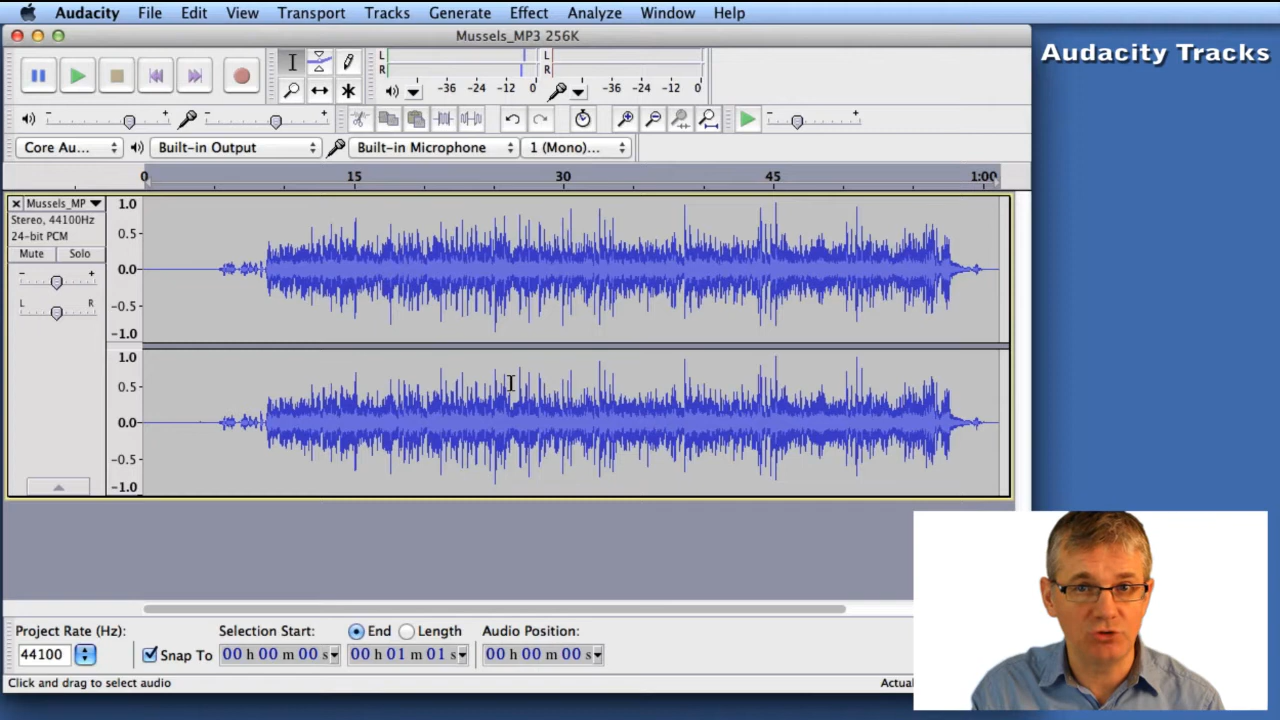 Audacity File Edit View Transport Tracks Generate Effect Analyze Window Help
Mussels_MP3 256K
Audacity Tracks
L L
R R
-36 -24 -12 0 -36 -24 -12 0
- + - + - +
Core Au... Built-in Output Built-in Microphone 1 (Mono)...
0 15 30 45 1:00
Mussels_MP 1.0
Stereo, 44100Hz 0.5
24-bit PCM
Mute Solo 0.0
- +
L R -0.5
-1.0
1.0
0.5
0.0
-0.5
-1.0
Project Rate (Hz): Selection Start: End Length Audio Position:
44100 Snap To 00 h 00 m 00 s 00 h 01 m 01 s 00 h 00 m 00 s
Click and drag to select audio Actual